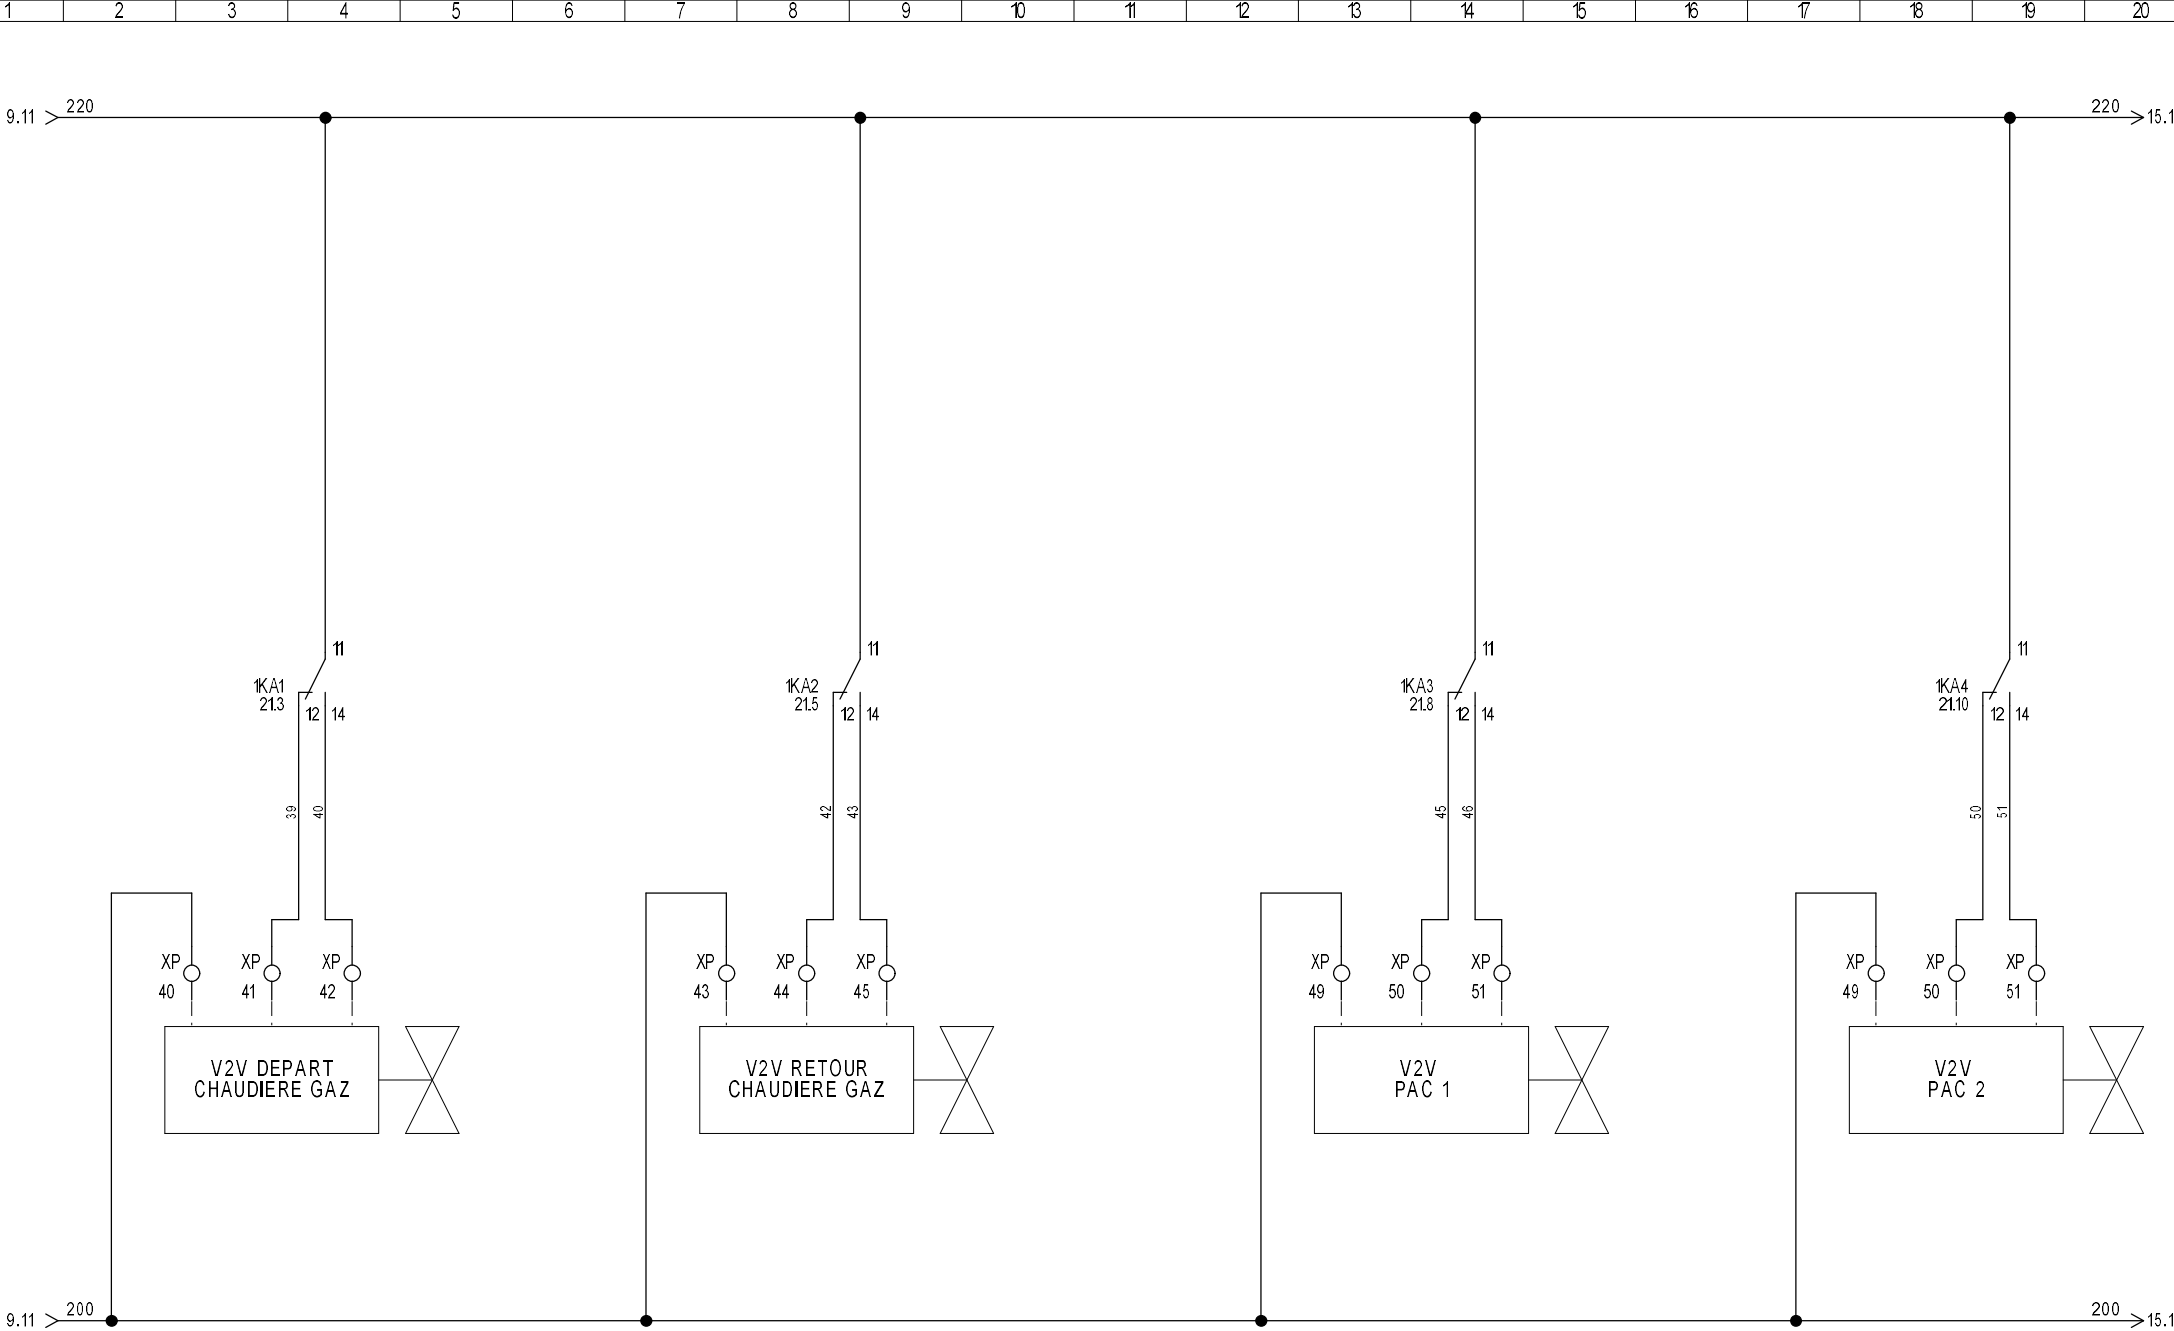 1 2 3 4 5 6 7 8 9 10 11 12 13 14 15 16 17 18 19 20
220 220
9.11 15.1
11 11 11 11
1KA1 1KA2 1KA3 1KA4
21.3 21.5 21.8 21.10
12 14 12 14 12 14 12 14
39 40 42 43 45 46 50 51
XP XP XP XP XP XP XP XP XP XP XP XP
40 41 42 43 44 45 49 50 51 49 50 51
V2V DEPART V2V RETOUR V2V V2V
CHAUDIERE GAZ CHAUDIERE GAZ PAC 1 PAC 2
200 200
9.11 15.1